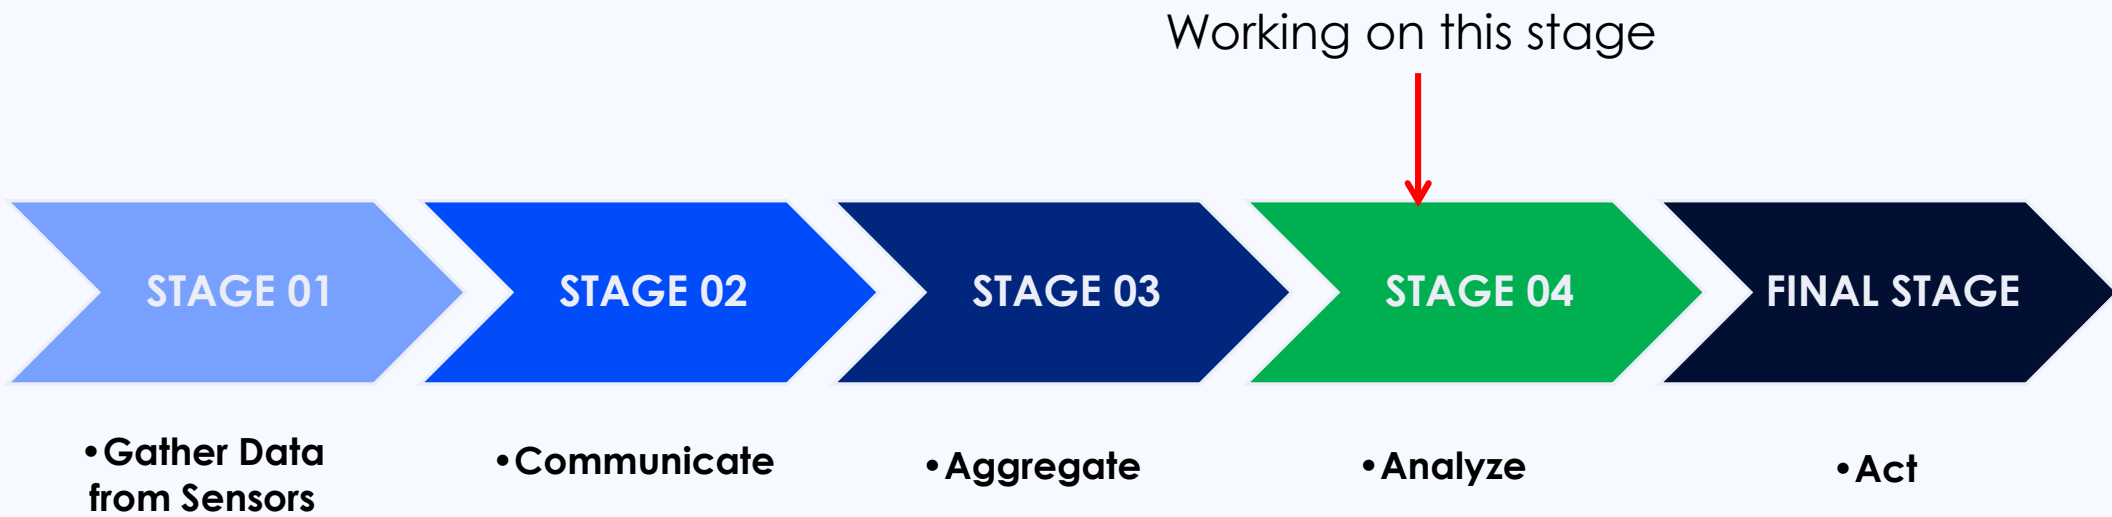 Working on this stage
STAGE 01
STAGE 02
STAGE 03
STAGE 04
FINAL STAGE
•Gather Data
from Sensors
•Communicate
•Aggregate
•Analyze
•Act